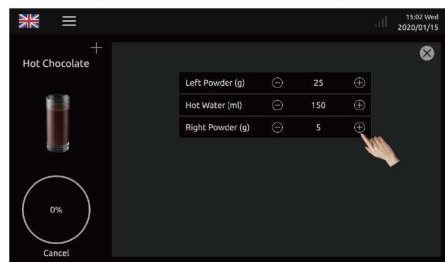 15:02 Wed
2020/01/15
Hot Chocolate
Left Powder (g) 25
Hot Water (ml) 150
Right Powder (g) 5
0%
Cancel